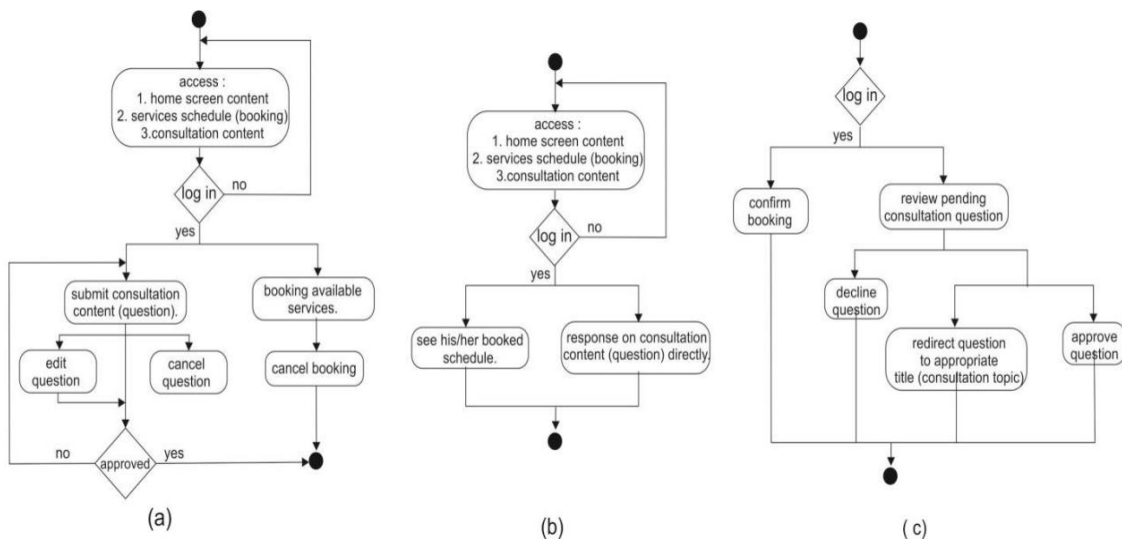 access :
1. home screen content
2. services schedule (booking)
3.consultation content
log in
no
yes
submit consultation
content (question).
booking available
services.
edit
question
cancel
question
cancel booking
no
approved
yes
(a)
access :
1. home screen content
2. services schedule (booking)
3.consultation content
log in
no
yes
see his/her booked
schedule.
response on consultation
content (question) directly.
(b)
log in
yes
confirm
booking
review pending
consultation question
decline
question
redirect question
to appropriate
title (consultation topic)
approve
question
( c)